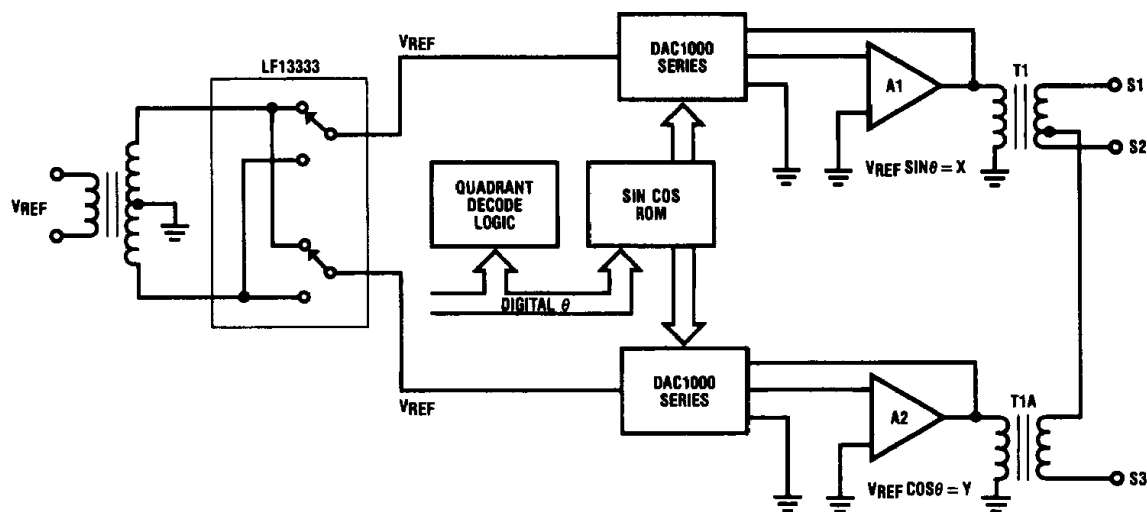 LF13333
VREF
DAC1000
SERIES
A1
T1
S1
S2
VREF SINθ = X
VREF
QUADRANT
DECODE
LOGIC
SIN COS
ROM
DIGITAL θ
VREF
DAC1000
SERIES
A2
T1A
S3
VREF COSθ = Y